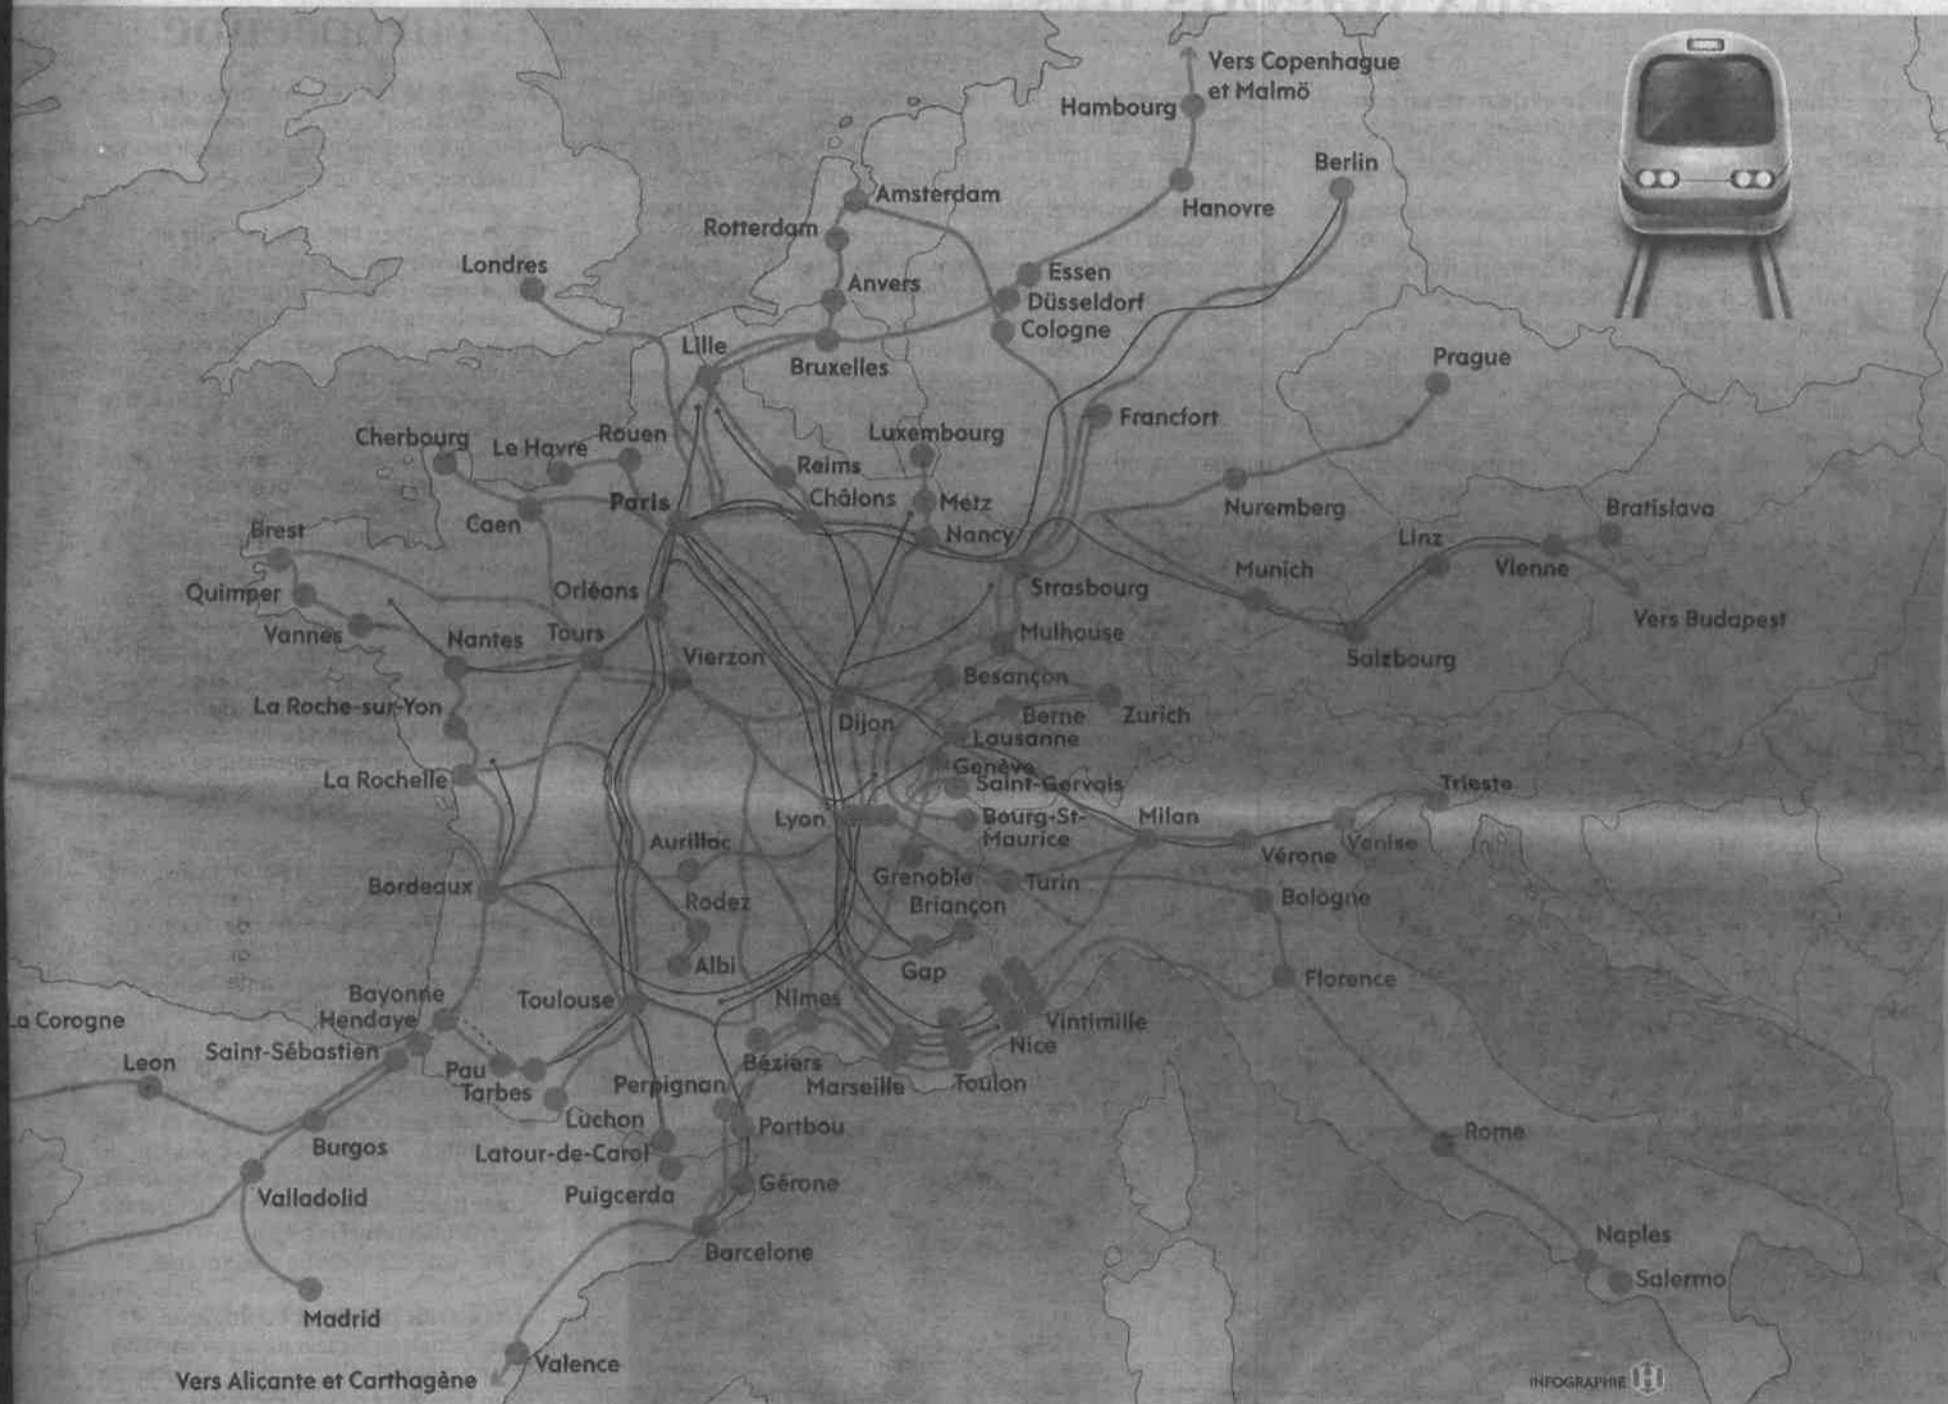 Vers Copenhague
et Malmö
Hambourg
Berlin
Amsterdam
Hanovre
Rotterdam
Londres
Essen
Anvers
Düsseldorf
Cologne
Lille
Prague
Bruxelles
Francfort
Cherbourg
Le Havre
Rouen
Luxembourg
Reims
Châlons
Metz
Paris
Nuremberg
Bratislava
Caen
Brest
Nancy
Linz
Vienne
Munich
Quimper
Orléans
Strasbourg
Vers Budapest
Vannes
Nantes
Tours
Mulhouse
Vierzon
Salzbourg
Besançon
La Roche-sur-Yon
Dijon
Berne
Zurich
Lausanne
Genève
La Rochelle
Saint-Gervais
Trieste
Lyon
Bourg-St-
Maurice
Milan
Aurillac
Vérone
Venise
Bordeaux
Grenoble
Turin
Rodez
Briançon
Bologne
Albi
Gap
Florence
Bayonne
Toulouse
Nîmes
La Corogne
Hendaye
Vintimille
Saint-Sébastien
Nice
Leon
Pau
Béziers
Tarbes
Perpignan
Marseille
Toulon
Luchon
Portbou
Rome
Burgos
Latour-de-Carol
Valladolid
Puigcerda
Gérone
Barcelone
Naples
Salermo
Madrid
Valence
Vers Alicante et Carthagène
INFOGRAPHIE H